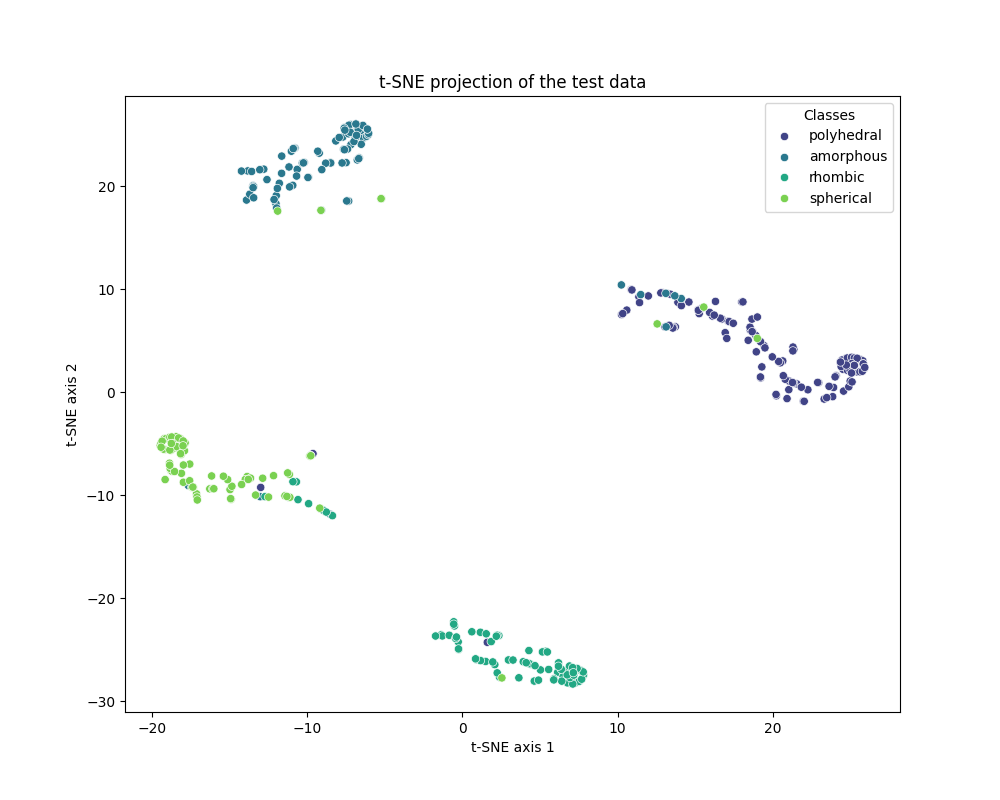 t-SNE projection of the test data
Classes
polyhedral
amorphous
rhombic
spherical
20
10
0
−10
−20
−30
t-SNE axis 2
−20
−10
0
10
20
t-SNE axis 1